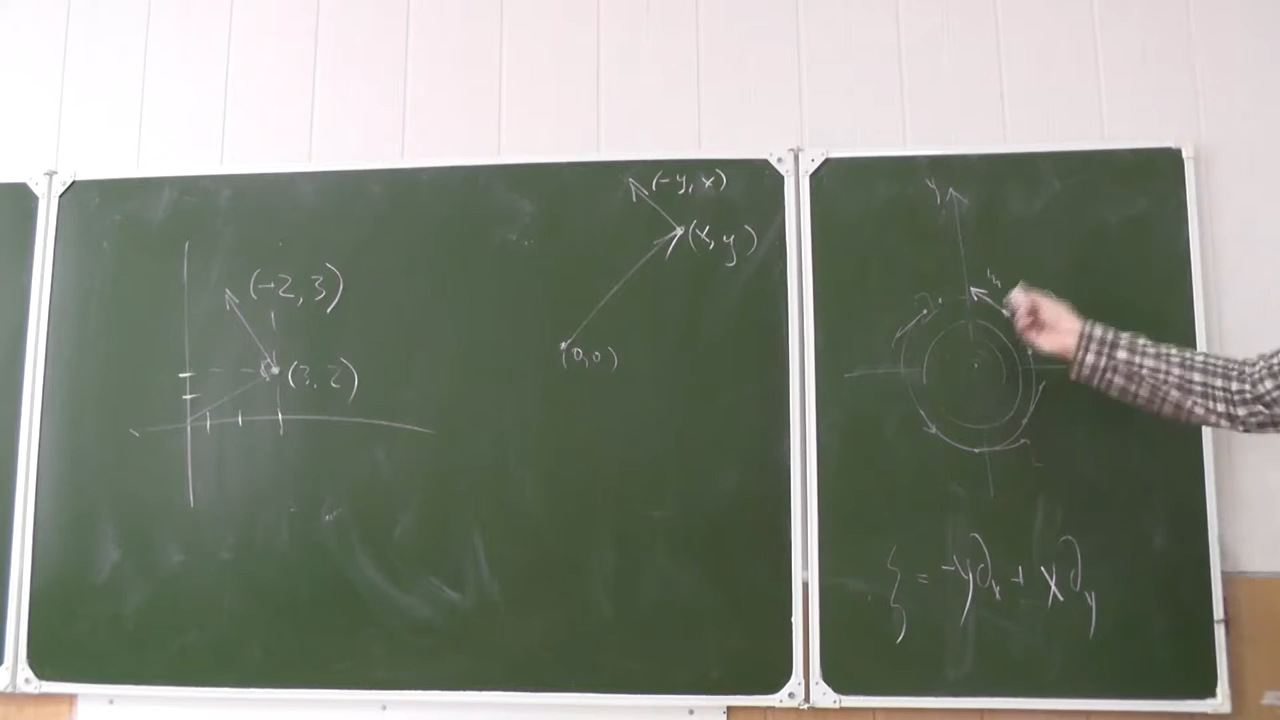 (-2, 3)
(3, 2)
(-y, x)
(x, y)
(0,0)
y
ξ = -y∂x + x∂y